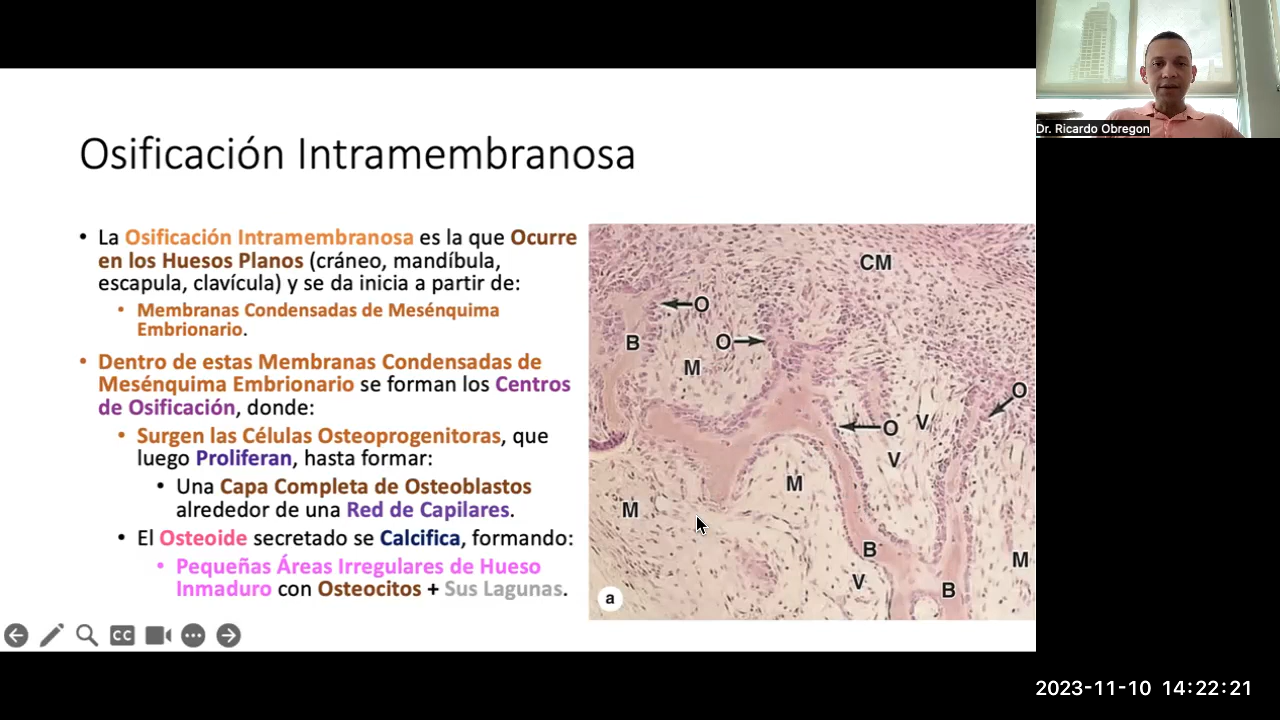 Dr. Ricardo Obregon
Osificación Intramembranosa
• La Osificación Intramembranosa es la que Ocurre
en los Huesos Planos (cráneo, mandíbula,
escapula, clavícula) y se da inicia a partir de:
• Membranas Condensadas de Mesénquima
Embrionario.
• Dentro de estas Membranas Condensadas de
Mesénquima Embrionario se forman los Centros
de Osificación, donde:
• Surgen las Células Osteoprogenitoras, que
luego Proliferan, hasta formar:
• Una Capa Completa de Osteoblastos
alrededor de una Red de Capilares.
• El Osteoide secretado se Calcifica, formando:
• Pequeñas Áreas Irregulares de Hueso
Inmaduro con Osteocitos + Sus Lagunas.
CM
O
B
O
M
O
O
V
V
M
M
B
V
M
B
a
CC
2023-11-10 14:22:21